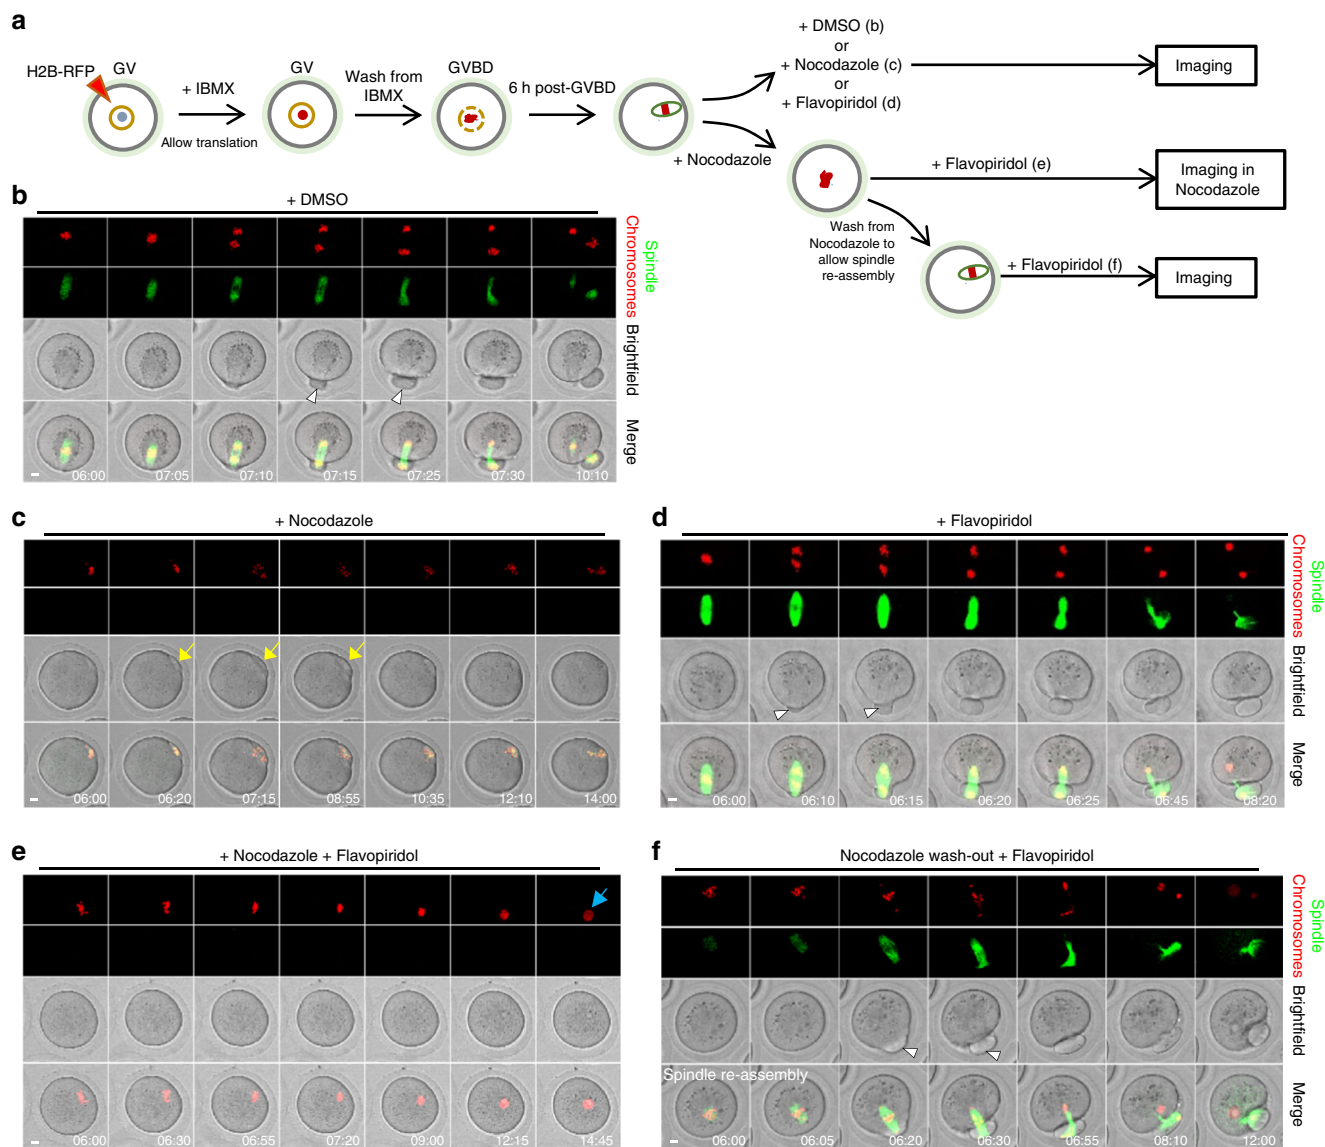 a
H2B-RFP
GV
+ IBMX
Allow translation
GV
Wash from
IBMX
GVBD
6 h post-GVBD
+ DMSO (b)
or
+ Nocodazole (c)
or
+ Flavopiridol (d)
Imaging
+ Nocodazole
+ Flavopiridol (e)
Imaging in
Nocodazole
Wash from
Nocodazole to
allow spindle
re-assembly
+ Flavopiridol (f)
Imaging
b
+ DMSO
Chromosomes
Spindle
Brightfield
Merge
06:00 07:05 07:10 07:15 07:25 07:30 10:10
c
+ Nocodazole
06:00 06:20 07:15 08:55 10:35 12:10 14:00
d
+ Flavopiridol
Chromosomes
Spindle
Brightfield
Merge
06:00 06:10 06:15 06:20 06:25 06:45 08:20
e
+ Nocodazole + Flavopiridol
06:00 06:30 06:55 07:20 09:00 12:15 14:45
f
Nocodazole wash-out + Flavopiridol
Chromosomes
Spindle
Brightfield
Merge
Spindle re-assembly
06:00 06:05 06:20 06:30 06:55 08:10 12:00